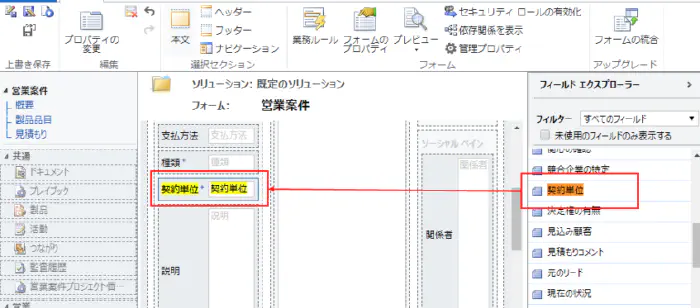 ヘッダー
セキュリティ ロールの有効化
フッター
依存関係を表示
プロパティの変更
本文
ナビゲーション
業務ルール
フォームのプロパティ
プレビュー
管理プロパティ
フォームの統合
上書き保存
編集
選択セクション
フォーム
アップグレード
営業案件
概要
製品品目
見積もり
共通
ドキュメント
プレイブック
製品
活動
つながり
監査履歴
営業案件プロジェクト価...
営業
ソリューション: 既定のソリューション
フォーム: 営業案件
支払方法 支払方法
種類* 種類
契約単位* 契約単位
説明 説明
ソーシャル ペイン
関係者 関係者
フィールド エクスプローラー
フィルター すべてのフィールド
未使用のフィールドのみ表示する
関心の確認
競合企業の特定
契約単位
決定権の有無
見込み顧客
見積もりコメント
元のリード
現在の状況